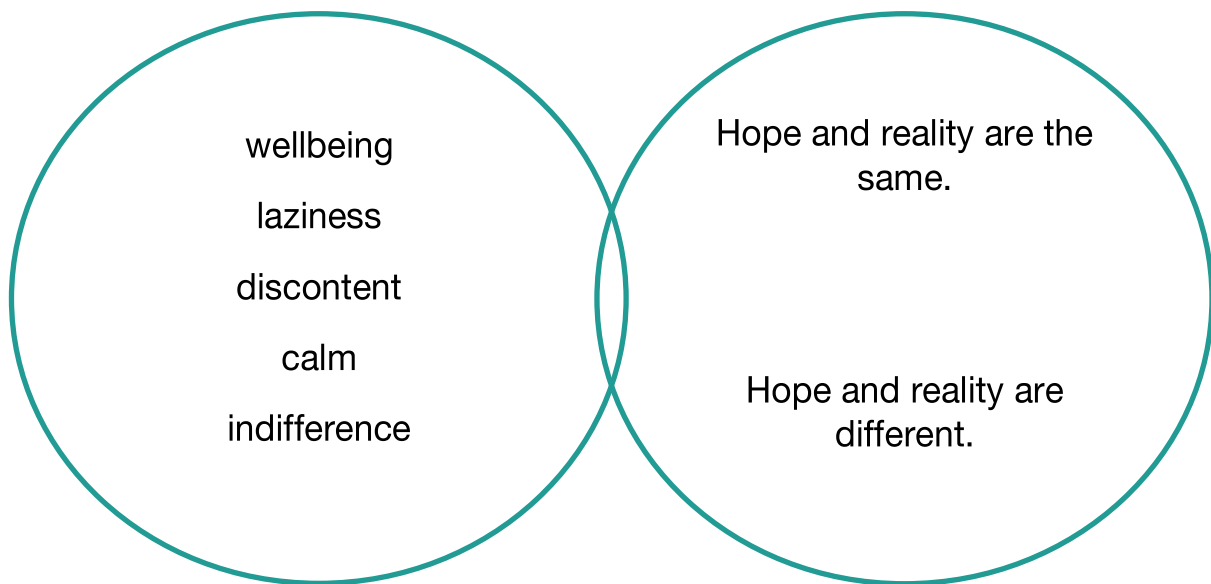 wellbeing
laziness
discontent
calm
indifference
Hope and reality are the
same.
Hope and reality are
different.